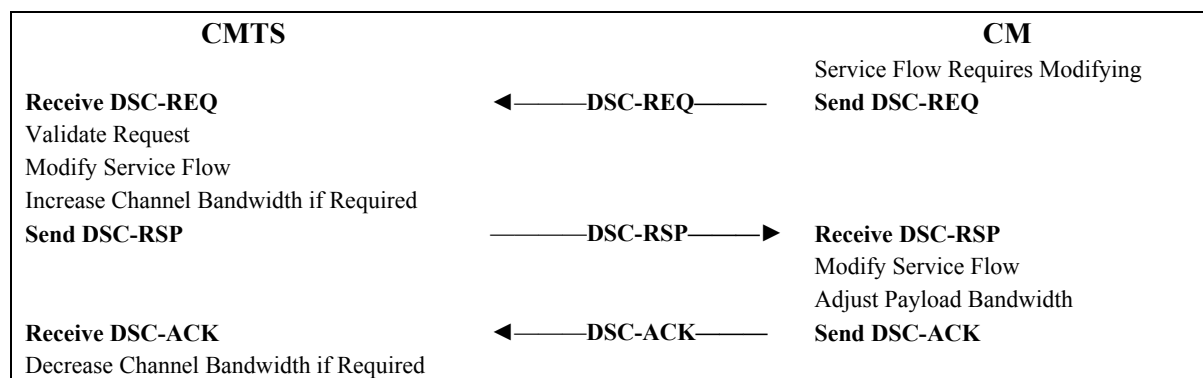 CMTS CM
Service Flow Requires Modifying
Receive DSC-REQ DSC-REQ Send DSC-REQ
Validate Request
Modify Service Flow
Increase Channel Bandwidth if Required
Send DSC-RSP DSC-RSP Receive DSC-RSP
Modify Service Flow
Adjust Payload Bandwidth
Receive DSC-ACK DSC-ACK Send DSC-ACK
Decrease Channel Bandwidth if Required